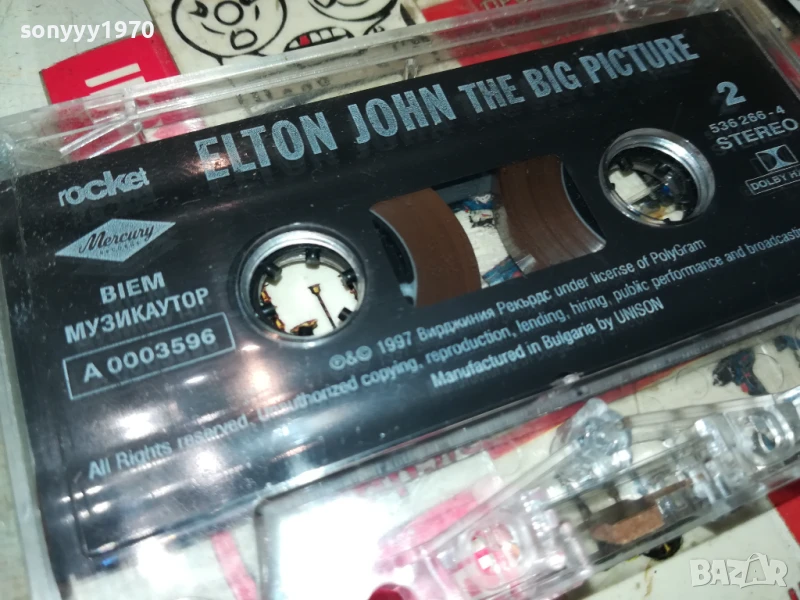 sonyyy1970
ELTON JOHN THE BIG PICTURE
2
536 266-4
STEREO
DOLBY
rocket
Mercury
RECORDS
BIEM
МУЗИКАУТОР
A 0003596
℗&© 1997 Вирджиния Рекърдс under license of PolyGram
All Rights reserved. Unauthorized copying, reproduction, lending, hiring, public performance and broadcasting
Manufactured in Bulgaria by UNISON
BAZAR